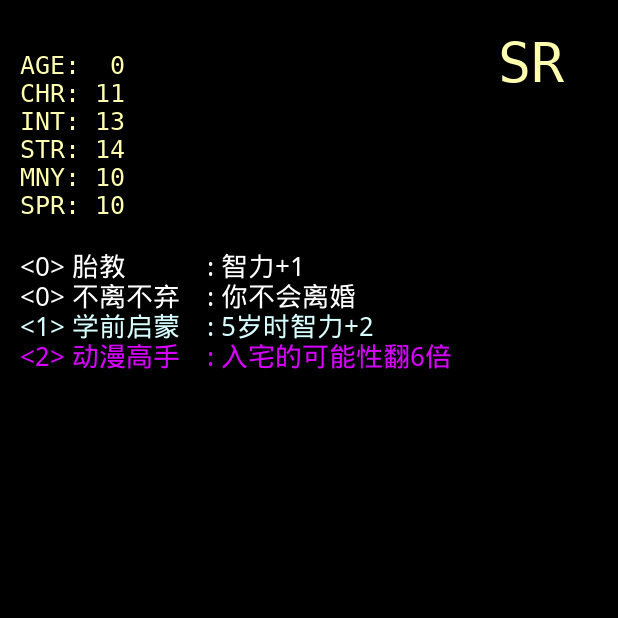 SR
AGE: 0
CHR: 11
INT: 13
STR: 14
MNY: 10
SPR: 10
<0> 胎教 : 智力+1
<0> 不离不弃 : 你不会离婚
<1> 学前启蒙 : 5岁时智力+2
<2> 动漫高手 : 入宅的可能性翻6倍